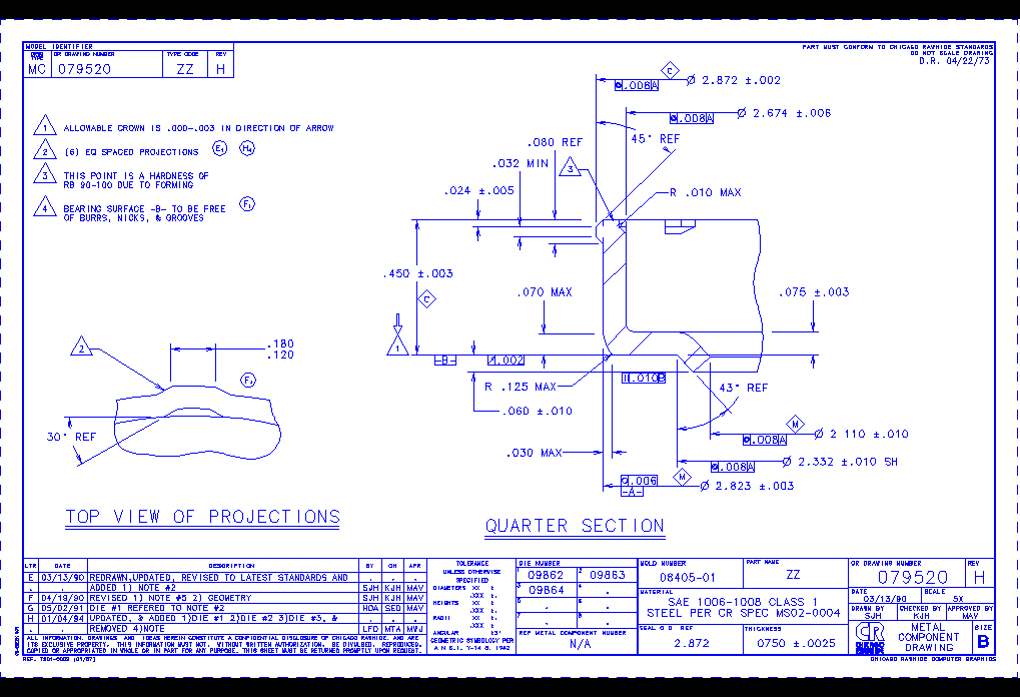 MODEL IDENTIFIER
OR DRAWING NUMBER TYPE CODE REV
MC 079520 ZZ H
PART MUST CONFORM TO CHICAGO RAWHIDE STANDARDS
DO NOT SCALE DRAWING
D.R. 04/22/73
1 ALLOWABLE CROWN IS .000-.003 IN DIRECTION OF ARROW
2 (6) EQ SPACED PROJECTIONS E1 H4
3 THIS POINT IS A HARDNESS OF
RB 90-100 DUE TO FORMING
4 BEARING SURFACE -B- TO BE FREE
OF BURRS, NICKS, & GROOVES
F1
C
.008 A Ø 2.872 ±.002
.008 A Ø 2.674 ±.006
45° REF
.080 REF
.032 MIN
3
.024 ±.005
R .010 MAX
.450 ±.003
C
.070 MAX
.075 ±.003
1
-B-
.002
.010 B
R .125 MAX
43° REF
.060 ±.010
M
.008 A Ø 2 110 ±.010
.030 MAX
.008 A Ø 2.332 ±.010 SH
.006 M Ø 2.823 ±.003
-A-
QUARTER SECTION
2
.180
.120
30° REF
TOP VIEW OF PROJECTIONS
LTR DATE DESCRIPTION BY CH APR
E 03/13/90 REDRAWN,UPDATED, REVISED TO LATEST STANDARDS AND . . .
. . ADDED 1) NOTE #2 SJH KJH MAV
F 04/19/90 REVISED 1) NOTE #5 2) GEOMETRY SJH KJH MAV
G 05/02/91 DIE #1 REFERED TO NOTE #2 HOA SED MAV
H 01/04/94 UPDATED, & ADDED 1)DIE #1 2)DIE #2 3)DIE #3, & . . .
. . REMOVED 4)NOTE LFD MTA MWJ
ALL INFORMATION, DRAWINGS, AND IDEAS HEREIN CONSTITUTE A CONFIDENTIAL DISCLOSURE OF CHICAGO RAWHIDE, AND ARE
ITS EXCLUSIVE PROPERTY. THIS INFORMATION MUST NOT, WITHOUT WRITTEN AUTHORIZATION, BE DIVULGED, REPRODUCED,
COPIED OR APPROPRIATED IN WHOLE OR IN PART FOR ANY PURPOSE. THIS SHEET MUST BE RETURNED PROMPTLY UPON REQUEST.
TOLERANCE
UNLESS OTHERWISE
SPECIFIED
DIAMETERS XX ±
.XXX ±
HEIGHTS XX ±
.XXX ±
RADII XX ±
.XXX ±
ANGULAR ±3°
GEOMETRIC SYMBOLOGY PER
A.N.S.I. Y-14.5, 1982
DIE NUMBER
1 09862 2 09863
3 09864 4 .
5 . 6 .
7 . 8 .
REF METAL COMPONENT NUMBER
N/A
MOLD NUMBER
08405-01
PART NAME
ZZ
MATERIAL
SAE 1006-1008 CLASS 1
STEEL PER CR SPEC MS02-0004
SEAL O D REF
2.872
THICKNESS
0750 ±.0025
OR DRAWING NUMBER
079520
REV
H
DATE
03/13/90
SCALE
5X
DRAWN BY
SJH
CHECKED BY
KJH
APPROVED BY
MAV
CR
CHICAGO RAWHIDE
METAL
COMPONENT
DRAWING
SIZE
B
CHICAGO RAWHIDE COMPUTER GRAPHICS